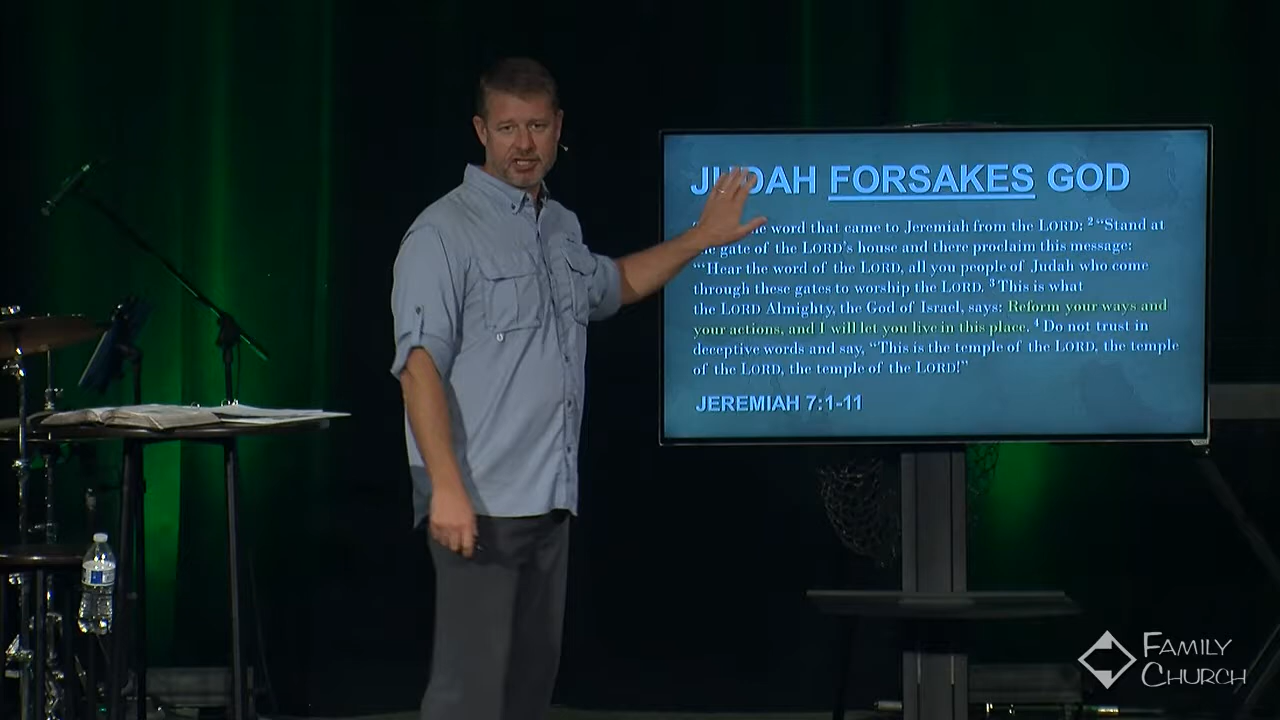 JUDAH FORSAKES GOD
word that came to Jeremiah from the LORD: 2 “Stand at
gate of the LORD’s house and there proclaim this message:
“‘Hear the word of the LORD, all you people of Judah who come
through these gates to worship the LORD. 3 This is what
the LORD Almighty, the God of Israel, says: Reform your ways and
your actions, and I will let you live in this place. 4 Do not trust in
deceptive words and say, “This is the temple of the LORD, the temple
of the LORD, the temple of the LORD!”
JEREMIAH 7:1-11
FAMILY
CHURCH